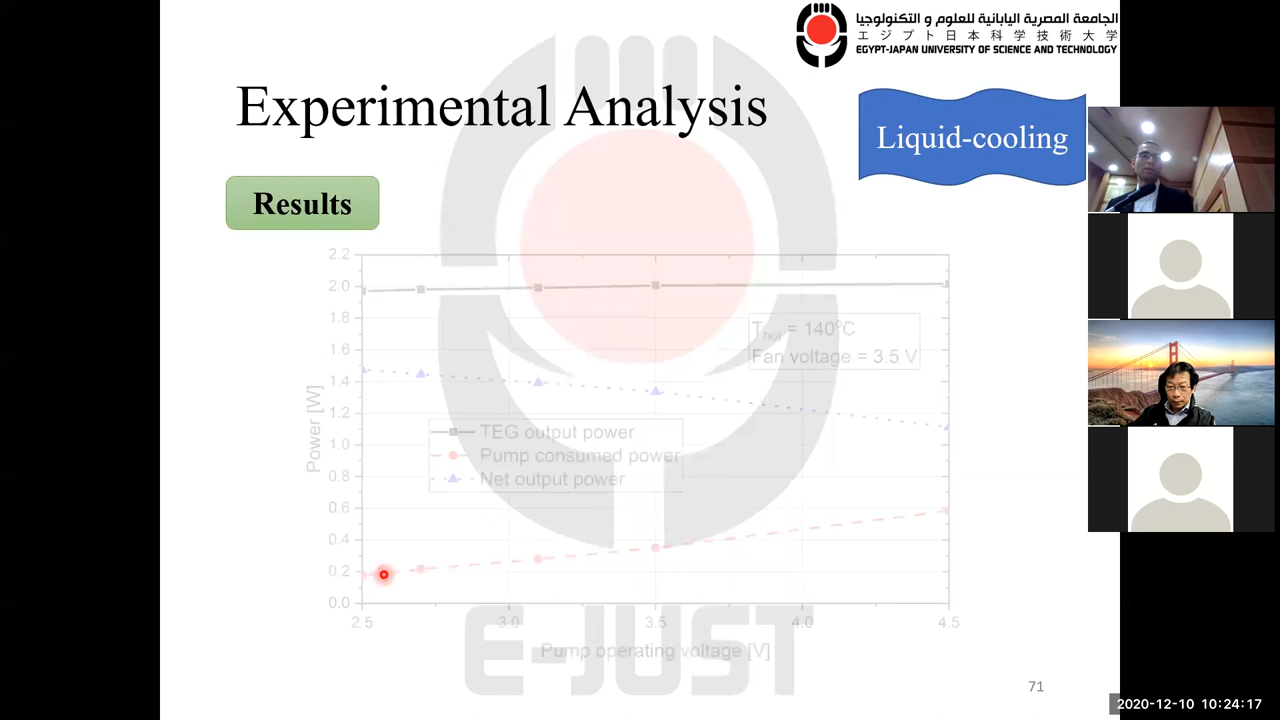 الجامعة المصرية اليابانية للعلوم و التكنولوجيا
エジプト日本科学技術大学
EGYPT-JAPAN UNIVERSITY OF SCIENCE AND TECHNOLOGY
Experimental Analysis
Liquid-cooling
Results
2.2
2.0
1.8
1.6
1.4
1.2
1.0
0.8
0.6
0.4
0.2
0.0
Power [W]
Thot = 140°C
Fan voltage = 3.5 V
TEG output power
Pump consumed power
Net output power
2.5 3.0 3.5 4.0 4.5
Pump operating voltage [V]
E-JUST
71
2020-12-10 10:24:17